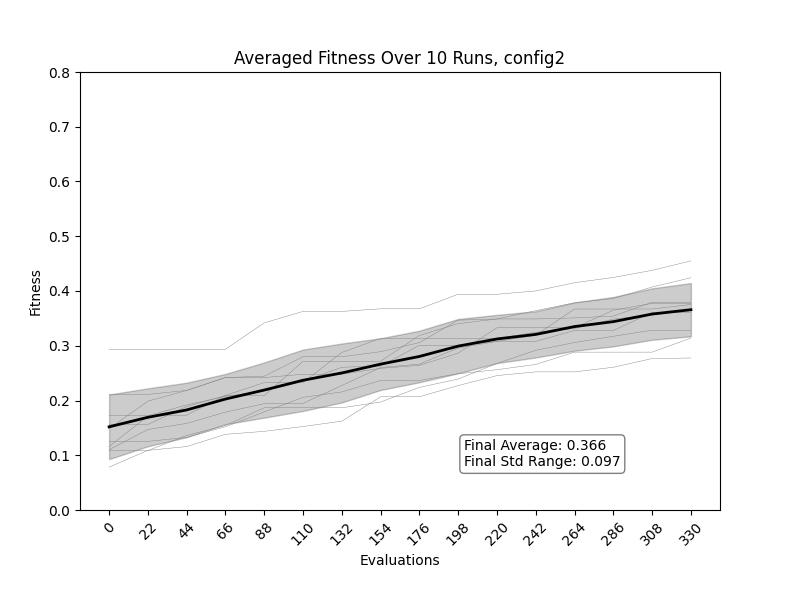 Averaged Fitness Over 10 Runs, config2
0.8
0.7
0.6
0.5
0.4
0.3
0.2
0.1
0.0
Fitness
Final Average: 0.366
Final Std Range: 0.097
0 22 44 66 88 110 132 154 176 198 220 242 264 286 308 330
Evaluations